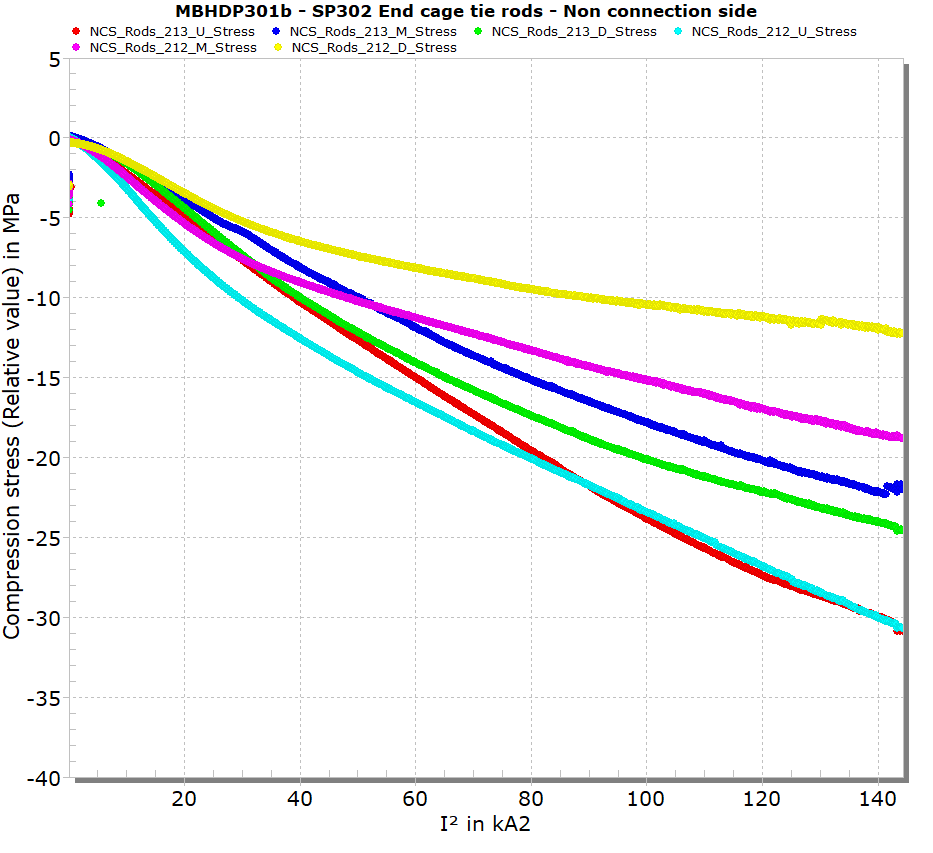 MBHDP301b - SP302 End cage tie rods - Non connection side
NCS_Rods_213_U_Stress NCS_Rods_213_M_Stress NCS_Rods_213_D_Stress NCS_Rods_212_U_Stress
NCS_Rods_212_M_Stress NCS_Rods_212_D_Stress
Compression stress (Relative value) in MPa
5
0
-5
-10
-15
-20
-25
-30
-35
-40
20 40 60 80 100 120 140
I² in kA2